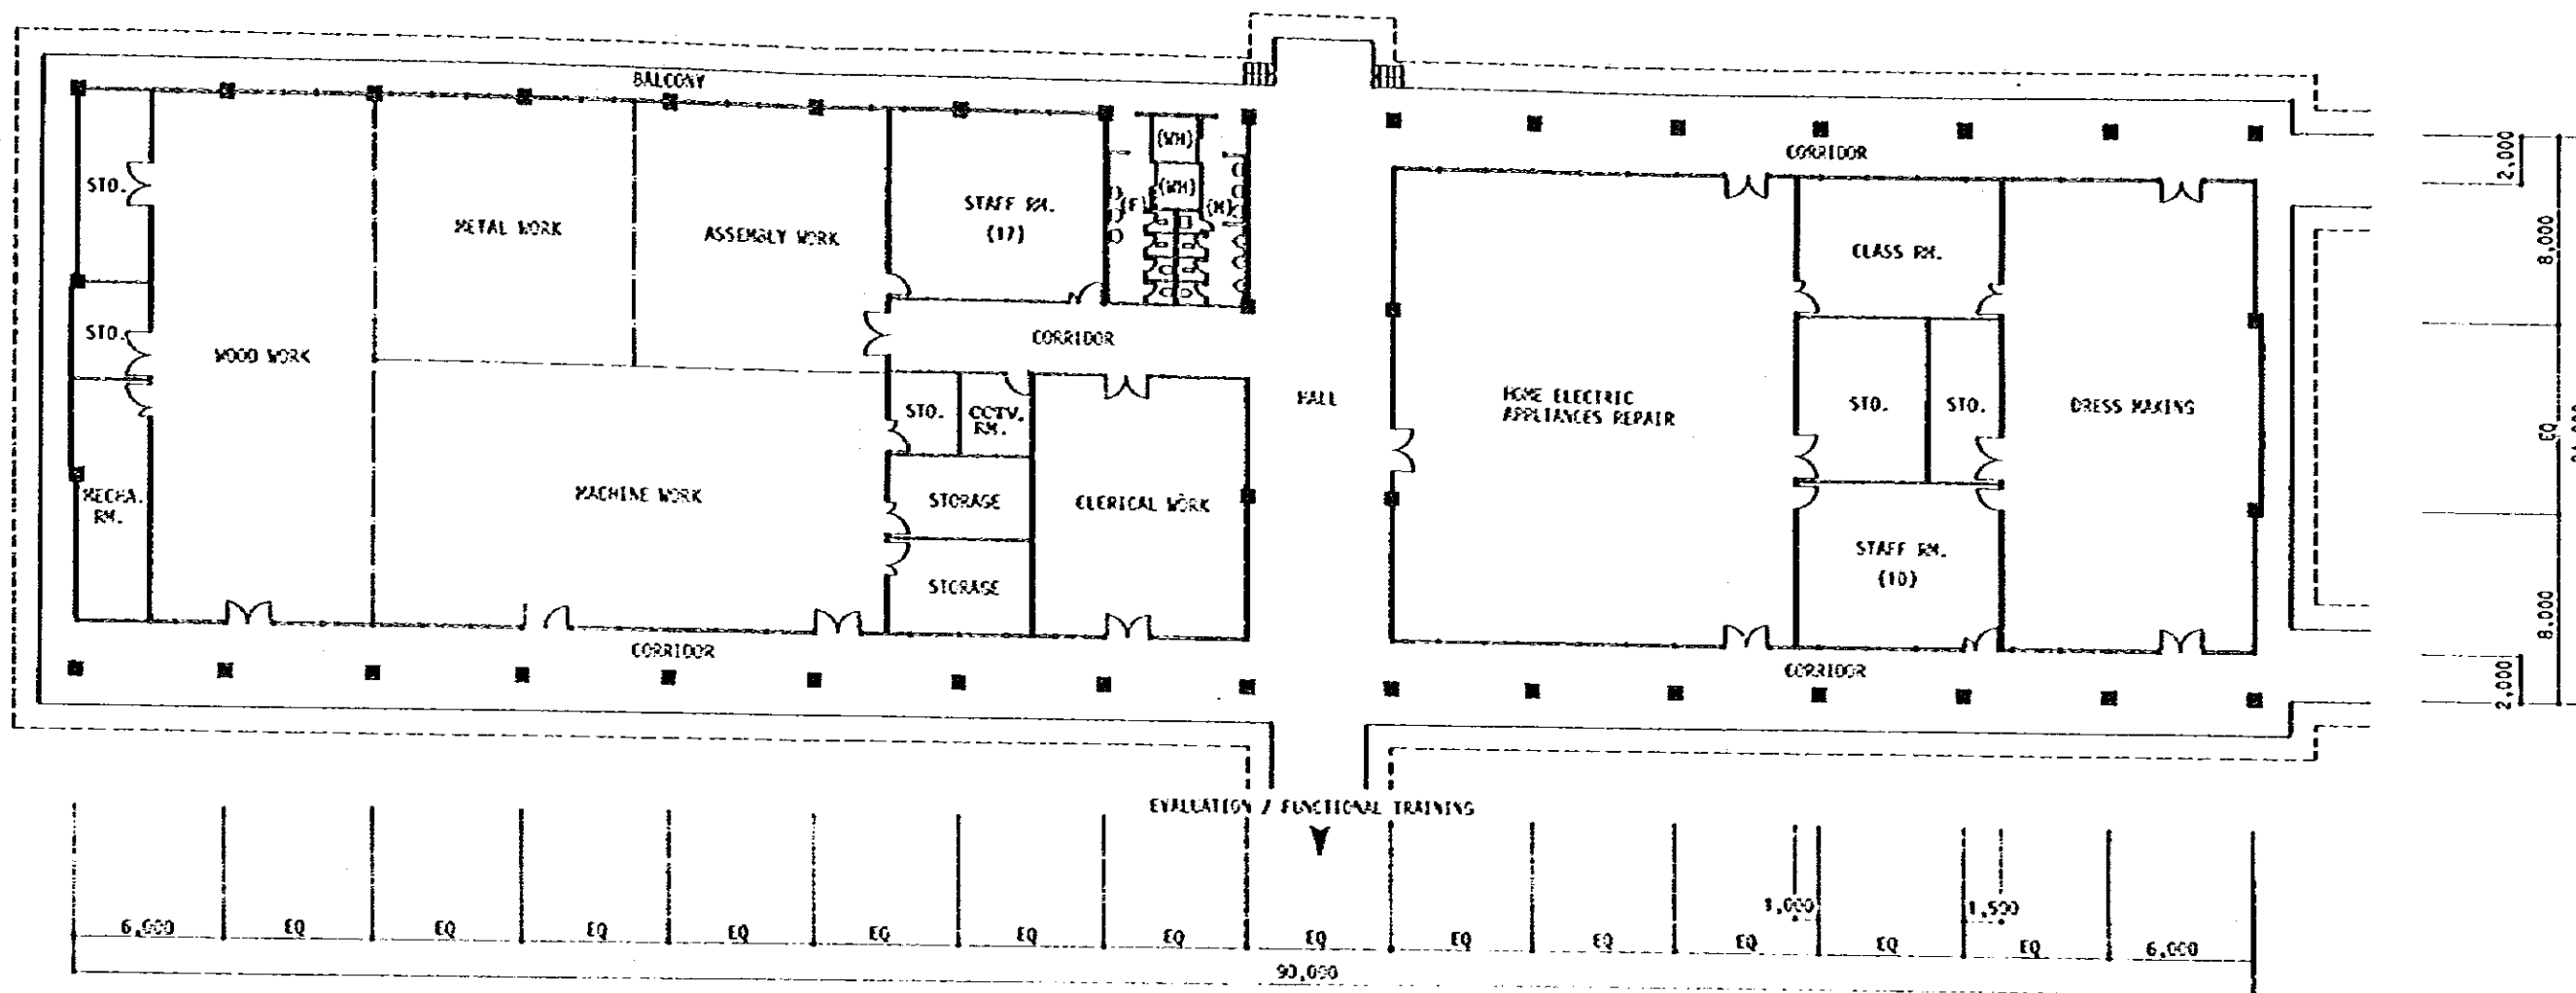 BALCONY
CORRIDOR
2,000
(WH)
STO.
(WH)
STAFF RM.
(17)
(F)
(M)
METAL WORK
ASSEMBLY WORK
CLASS RM.
8,000
STO.
WOOD WORK
CORRIDOR
HALL
HOME ELECTRIC
APPLIANCES REPAIR
STO.
STO.
DRESS MAKING
STO.
CCTV.
RM.
EQ
MECHA.
RM.
MACHINE WORK
STORAGE
CLERICAL WORK
STORAGE
STAFF RM.
(10)
8,000
CORRIDOR
CORRIDOR
2,000
EVALUATION / FUNCTIONAL TRAINING
1,000
1,500
6,000
EQ
EQ
EQ
EQ
EQ
EQ
EQ
EQ
EQ
EQ
EQ
EQ
EQ
6,000
90,000